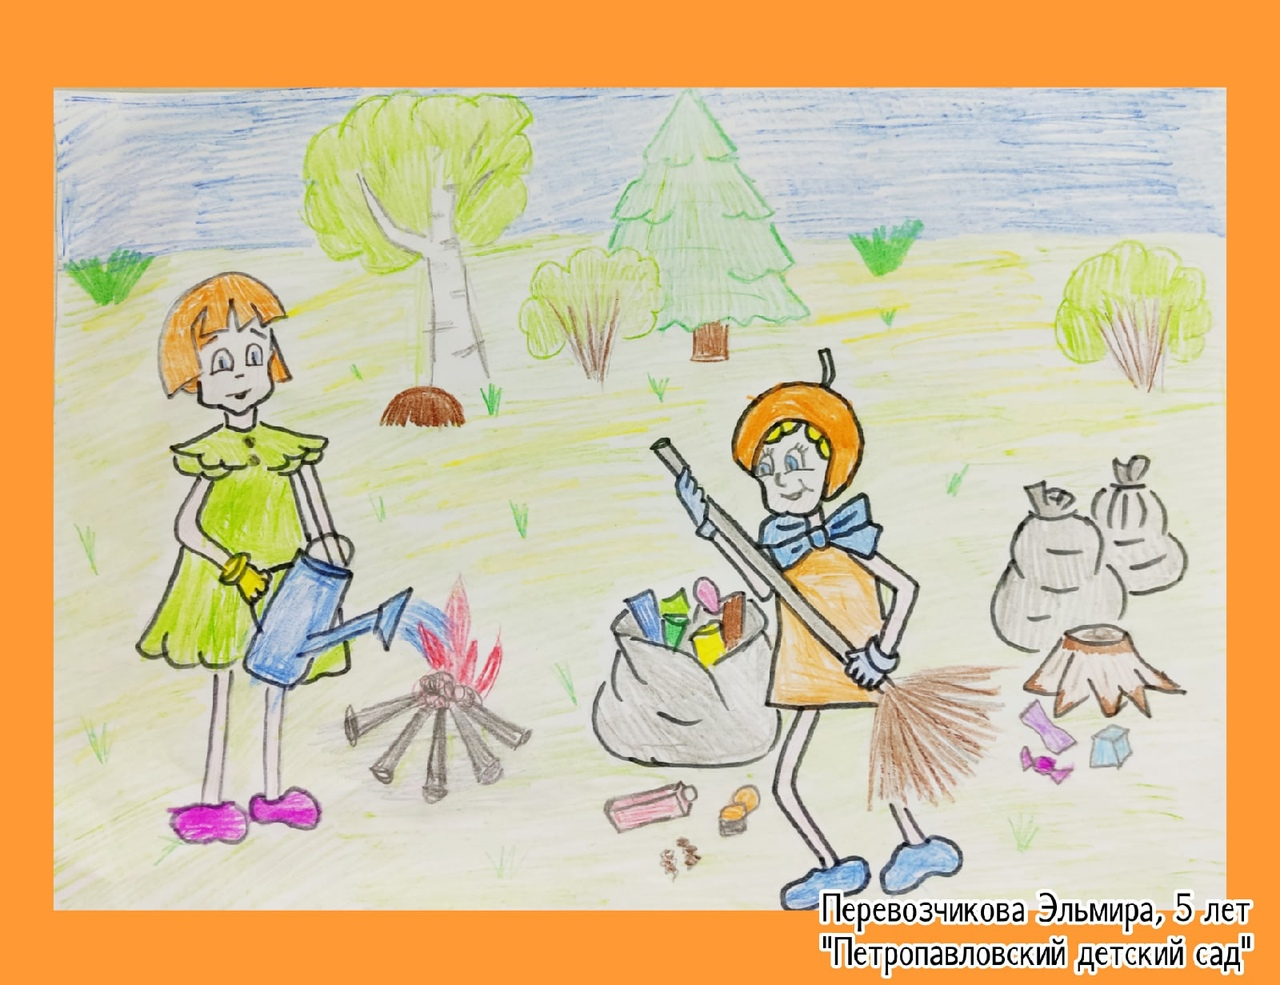 Перевозчикова Эльмира, 5 лет
"Петропавловский детский сад"